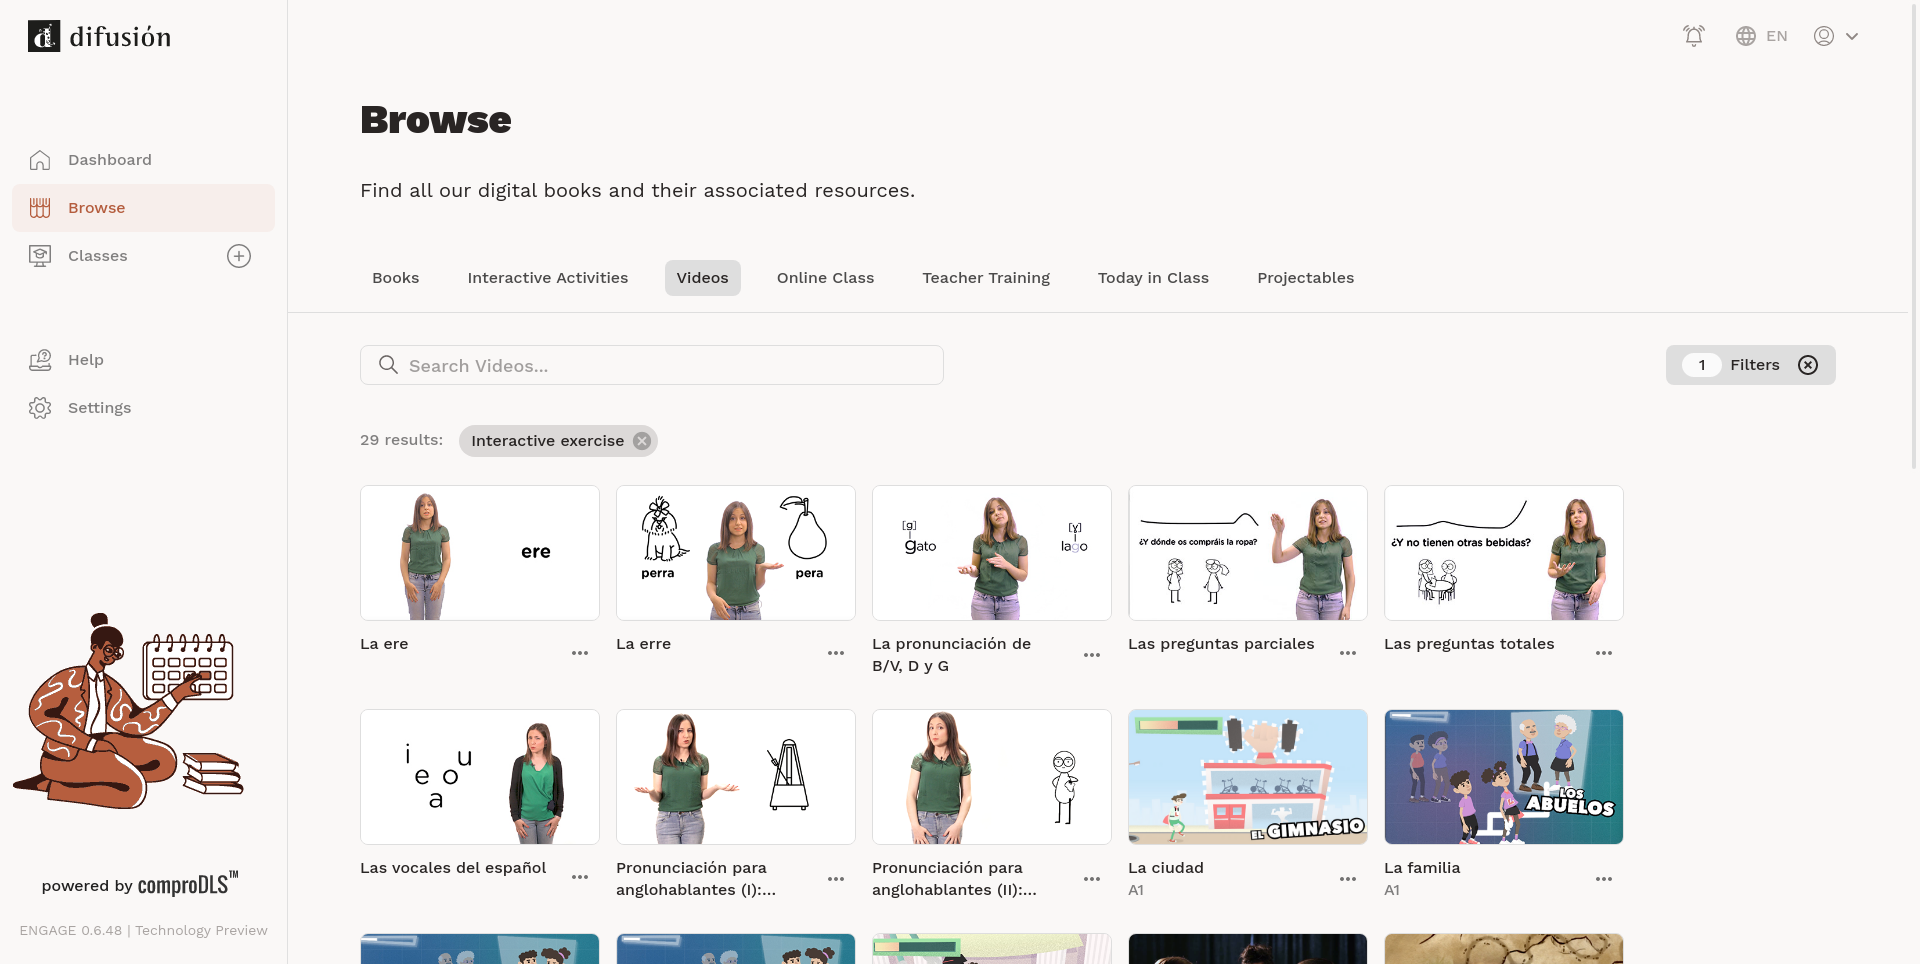 difusión
EN
Dashboard
Browse
Classes
Help
Settings
powered by comproDLS™
ENGAGE 0.6.48 | Technology Preview
Browse
Find all our digital books and their associated resources.
Books
Interactive Activities
Videos
Online Class
Teacher Training
Today in Class
Projectables
Search Videos...
1 Filters
29 results:
Interactive exercise
ere
La ere
perra
pera
La erre
[g]
gato
[ɣ]
lago
La pronunciación de
B/V, D y G
¿Y dónde os compráis la ropa?
Las preguntas parciales
¿Y no tienen otras bebidas?
Las preguntas totales
i e a o u
Las vocales del español
Pronunciación para
anglohablantes (I):...
Pronunciación para
anglohablantes (II):...
EL GIMNASIO
La ciudad
A1
LOS
ABUELOS
La familia
A1